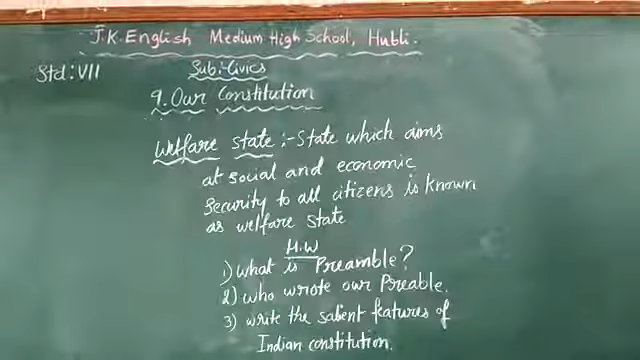 J.K.English Medium High School, Hubli.
Std:VII
Sub:-Civics
9. Our Constitution
Welfare state :- State which aims
at social and economic
security to all citizens is known
as welfare state
H.W
1) What is Preamble?
2) who wrote our Preable.
3) write the salient features of
Indian constitution.